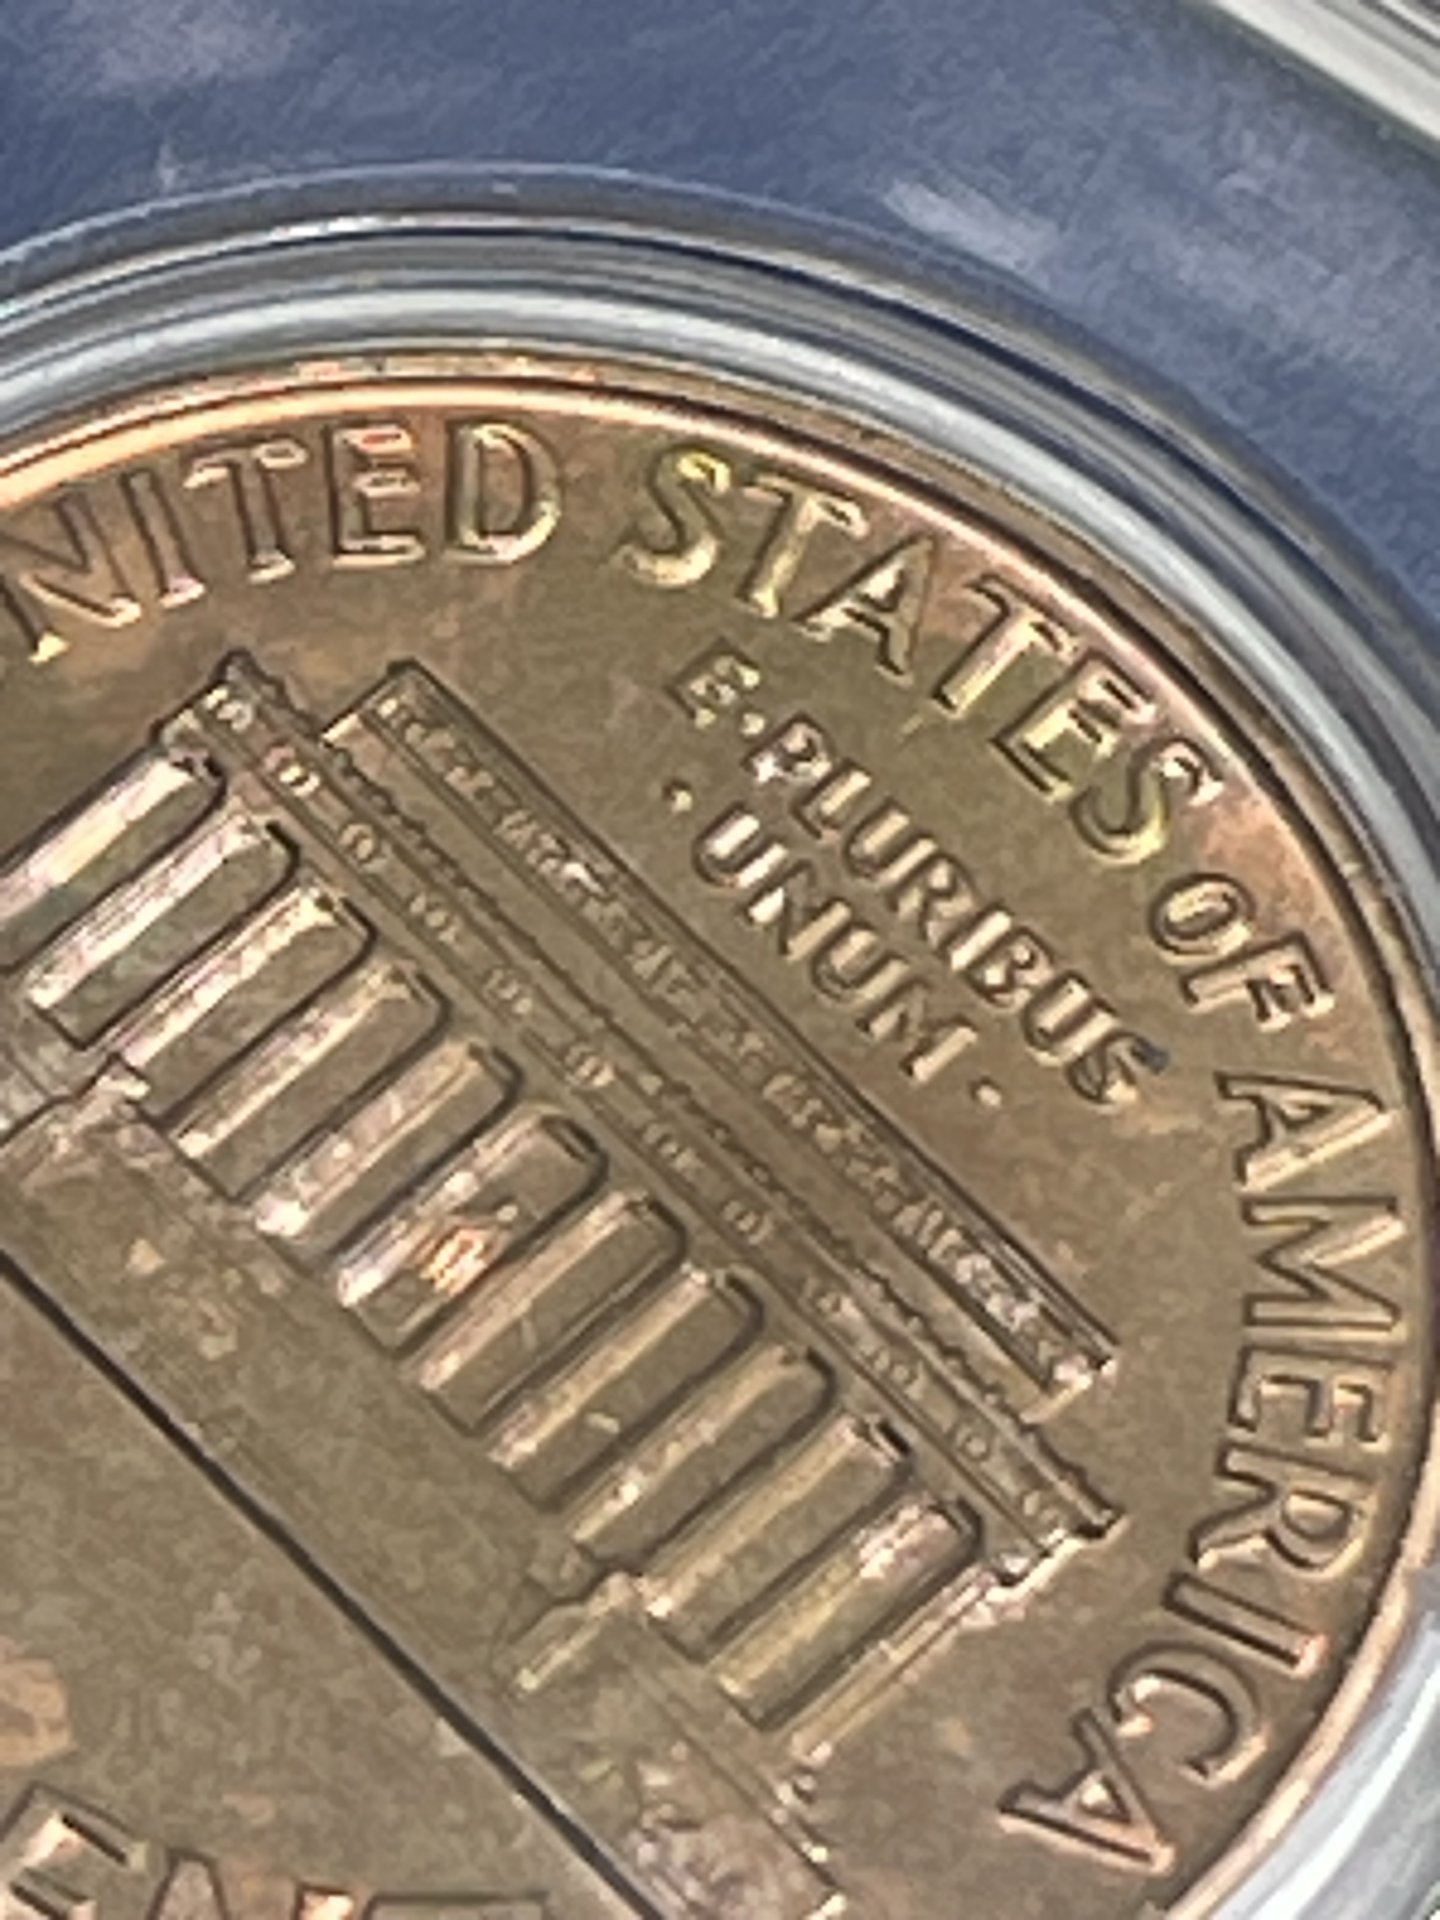 NITED STATES OF AMERICA
E·PLURIBUS
·UNUM·